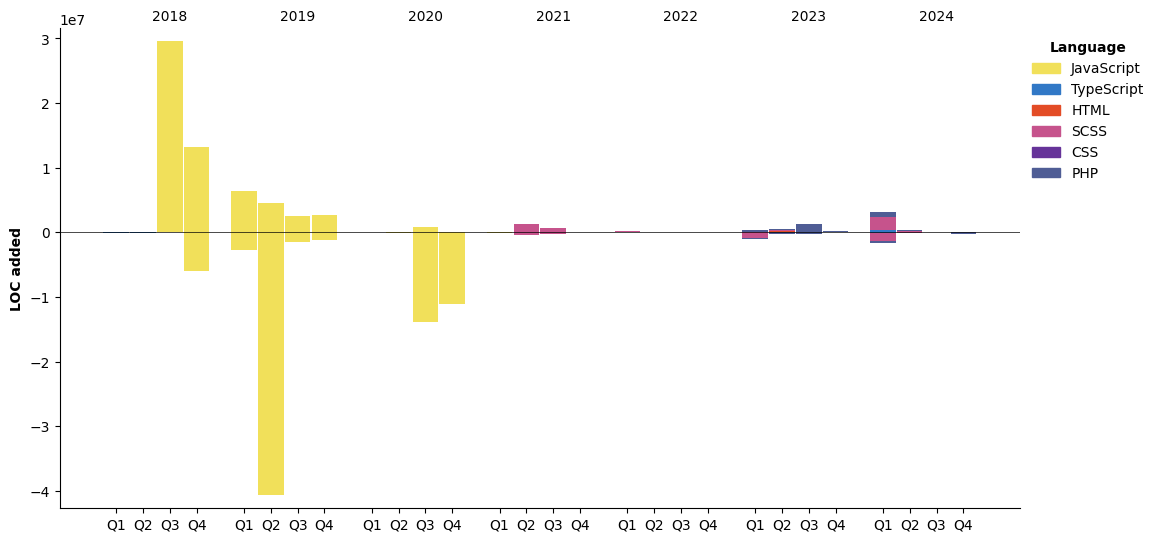 2018 2019 2020 2021 2022 2023 2024
1e7
3
2
1
0
−1
−2
−3
−4
LOC added
Q1 Q2 Q3 Q4 Q1 Q2 Q3 Q4 Q1 Q2 Q3 Q4 Q1 Q2 Q3 Q4 Q1 Q2 Q3 Q4 Q1 Q2 Q3 Q4 Q1 Q2 Q3 Q4
Language
JavaScript
TypeScript
HTML
SCSS
CSS
PHP